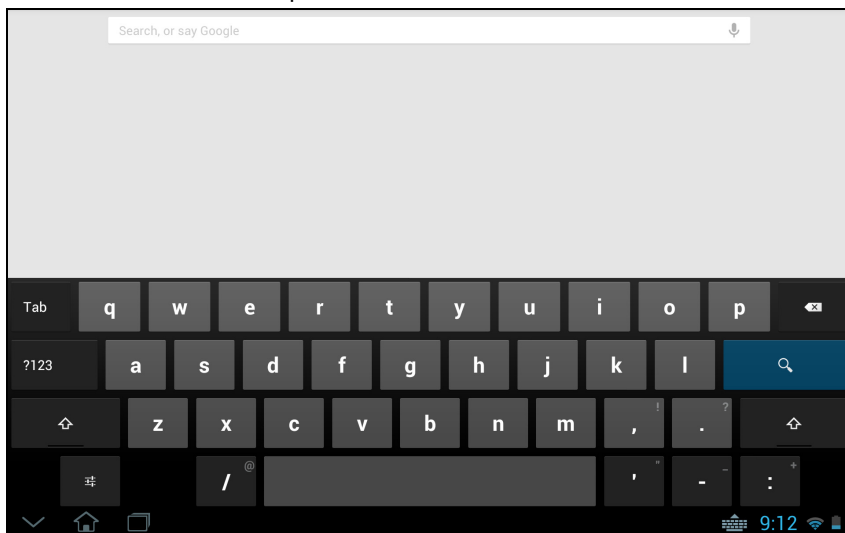 Search, or say Google
Tab q w e r t y u i o p
?123 a s d f g h j k l
z x c v b n m , ! . ?
/ @ ' " - _ : +
9:12